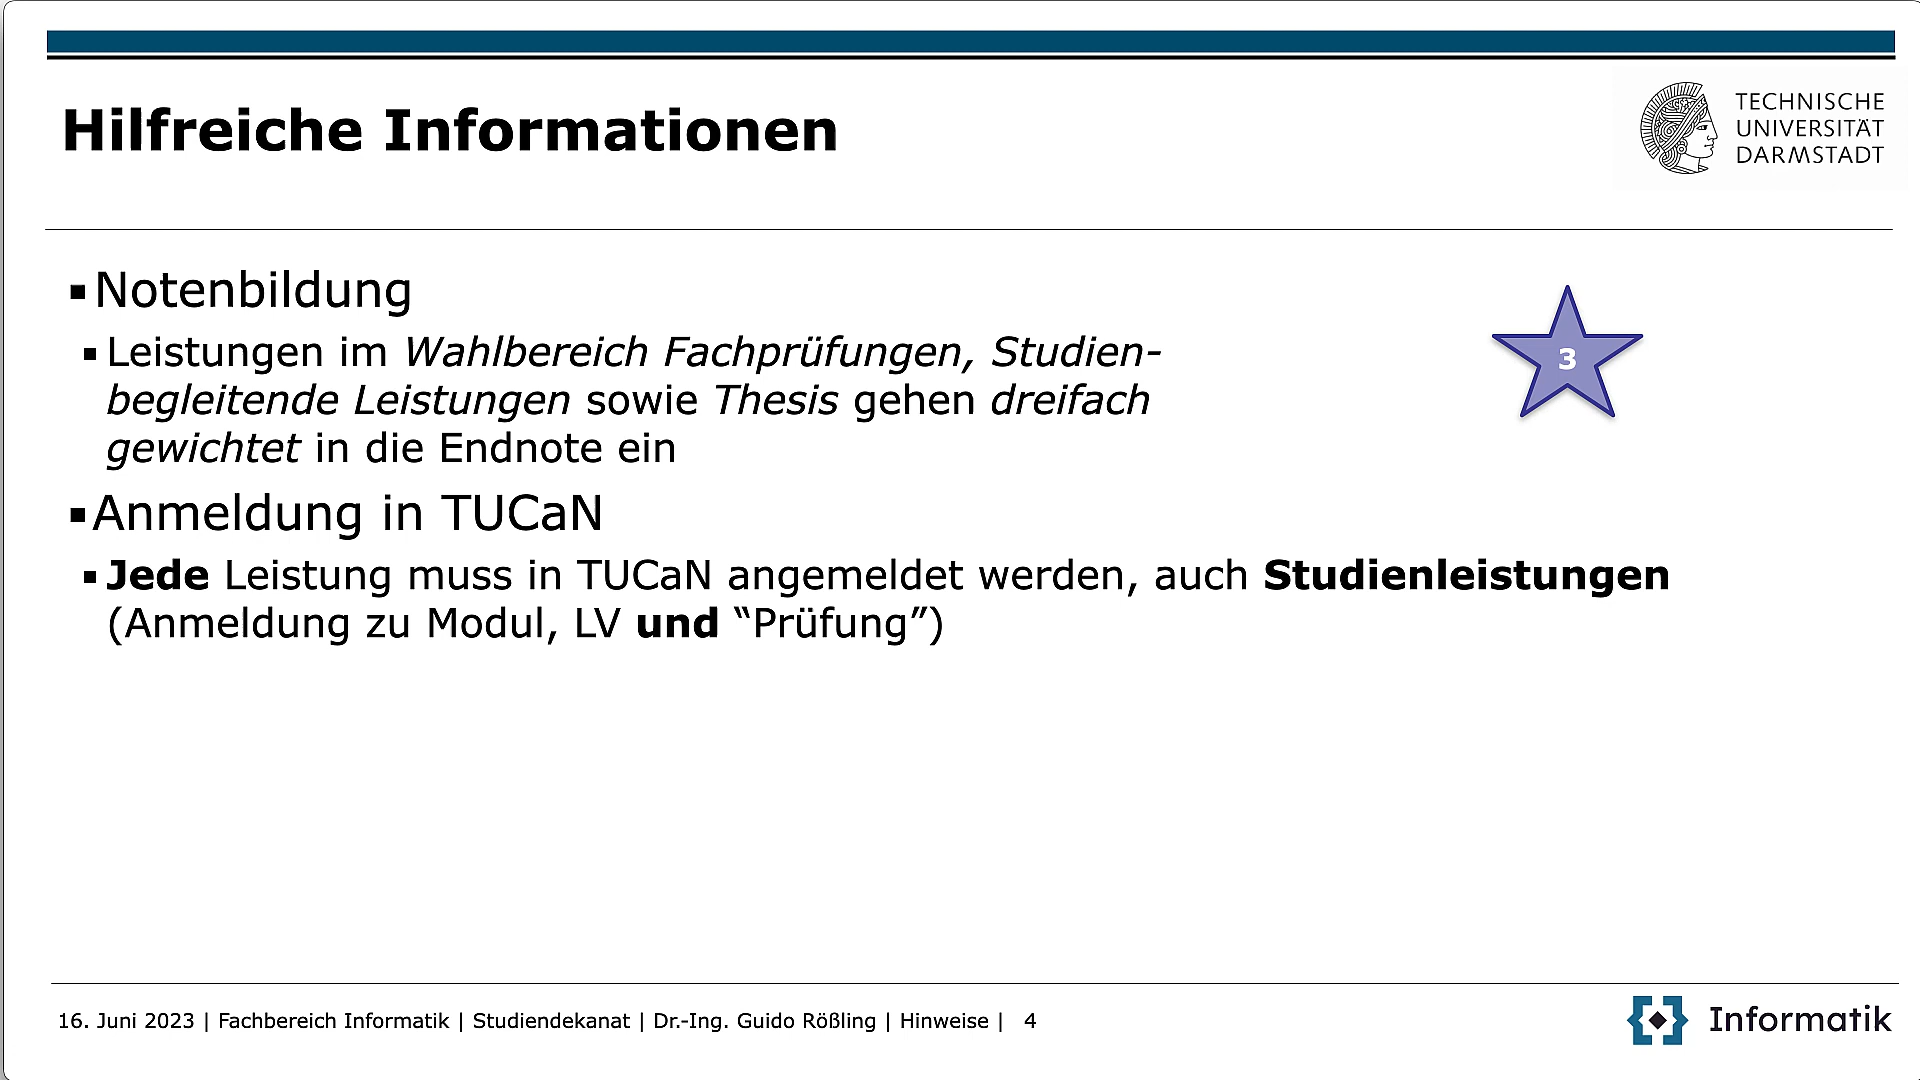 Hilfreiche Informationen
TECHNISCHE
UNIVERSITÄT
DARMSTADT
▪Notenbildung
▪Leistungen im Wahlbereich Fachprüfungen, Studien-
begleitende Leistungen sowie Thesis gehen dreifach
gewichtet in die Endnote ein
3
▪Anmeldung in TUCaN
▪Jede Leistung muss in TUCaN angemeldet werden, auch Studienleistungen
(Anmeldung zu Modul, LV und “Prüfung”)
16. Juni 2023 | Fachbereich Informatik | Studiendekanat | Dr.-Ing. Guido Rößling | Hinweise | 4
Informatik